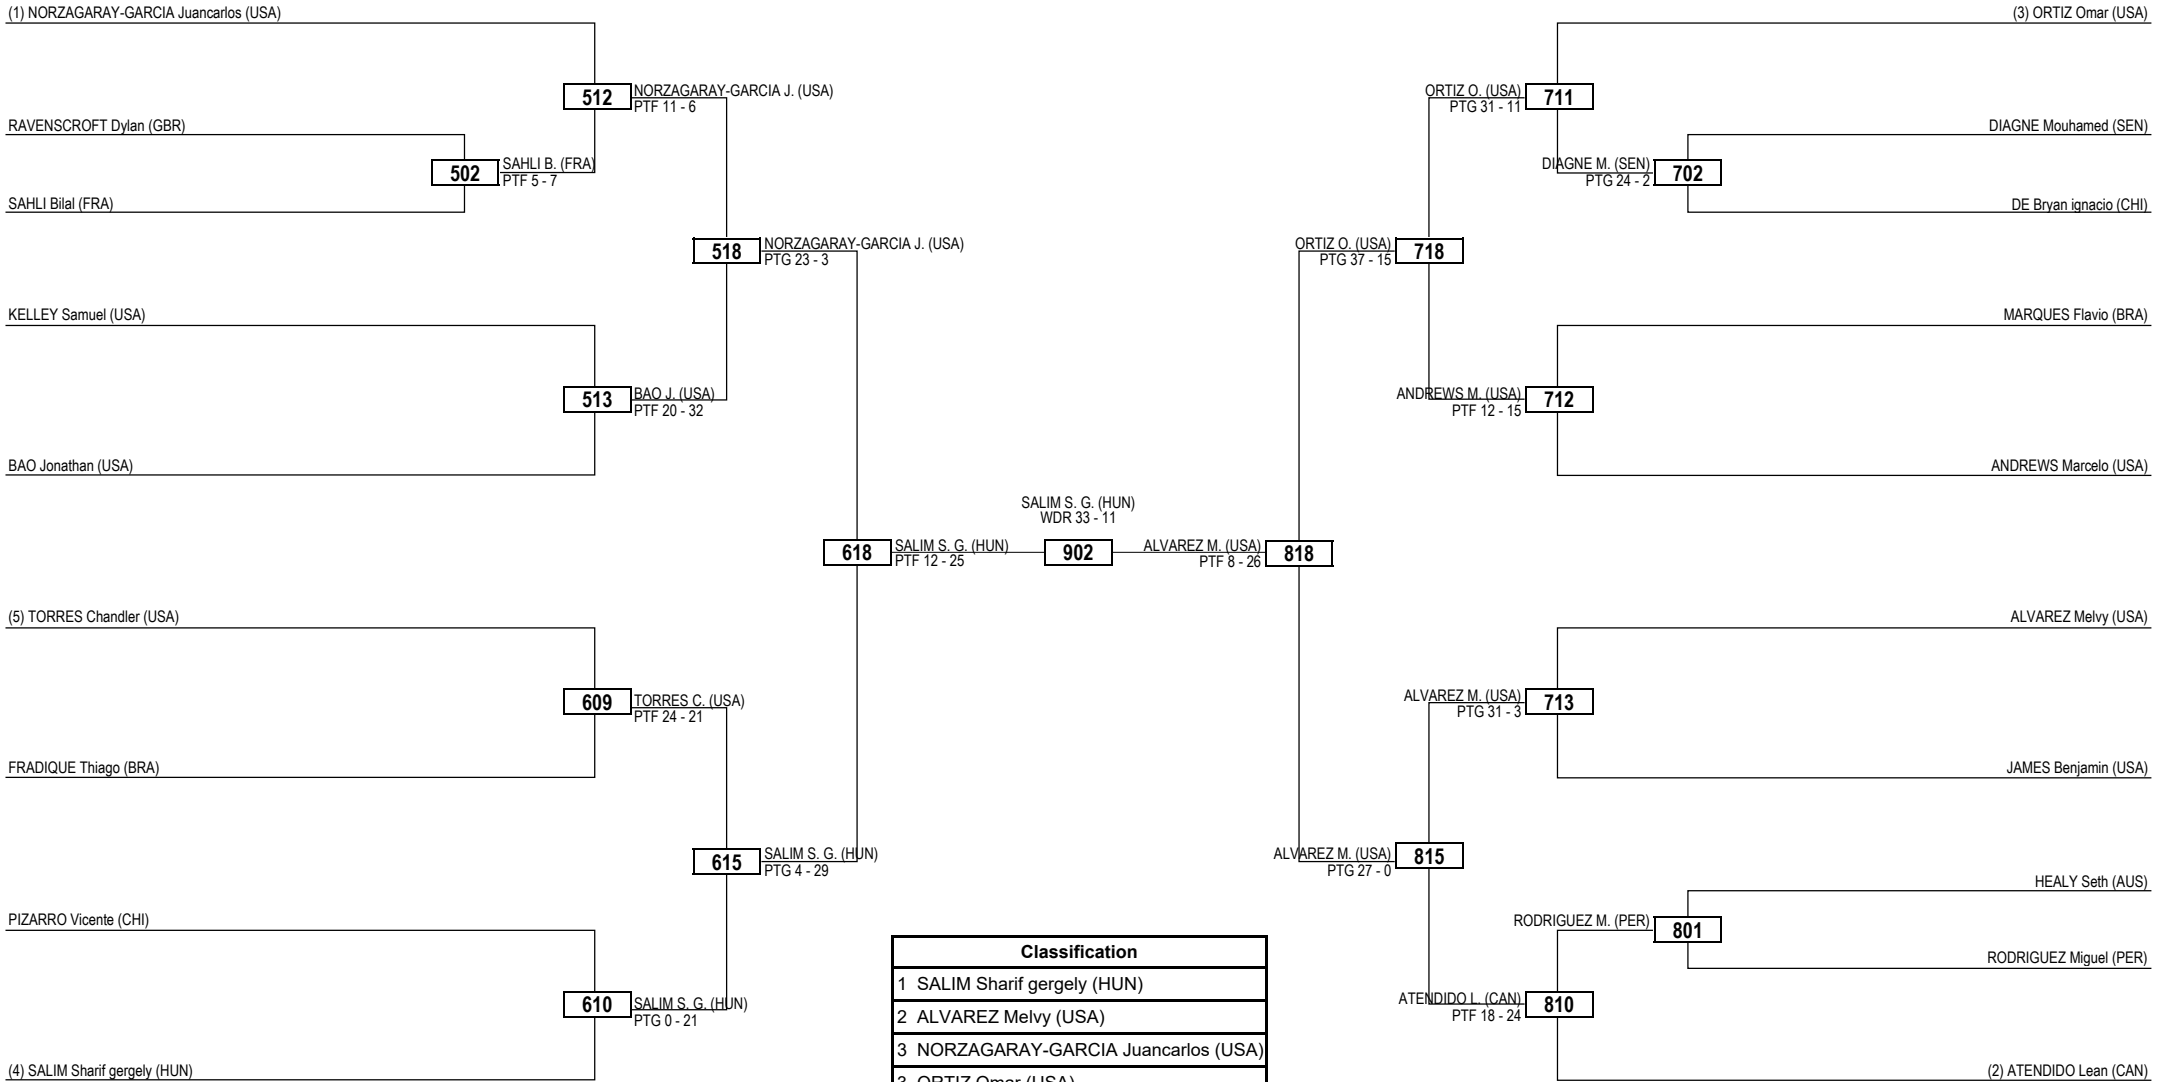 (1) NORZAGARAY-GARCIA Juancarlos (USA)
512
NORZAGARAY-GARCIA J. (USA)
PTF 11 - 6
RAVENSCROFT Dylan (GBR)
502
SAHLI B. (FRA)
PTF 5 - 7
SAHLI Bilal (FRA)
518
NORZAGARAY-GARCIA J. (USA)
PTG 23 - 3
KELLEY Samuel (USA)
513
BAO J. (USA)
PTF 20 - 32
BAO Jonathan (USA)
618
SALIM S. G. (HUN)
PTF 12 - 25
(5) TORRES Chandler (USA)
609
TORRES C. (USA)
PTF 24 - 21
FRADIQUE Thiago (BRA)
615
SALIM S. G. (HUN)
PTG 4 - 29
PIZARRO Vicente (CHI)
610
SALIM S. G. (HUN)
PTG 0 - 21
(4) SALIM Sharif gergely (HUN)
SALIM S. G. (HUN)
WDR 33 - 11
902
(3) ORTIZ Omar (USA)
ORTIZ O. (USA)
PTG 31 - 11
711
DIAGNE Mouhamed (SEN)
DIAGNE M. (SEN)
PTG 24 - 2
702
DE Bryan ignacio (CHI)
ORTIZ O. (USA)
PTG 37 - 15
718
MARQUES Flavio (BRA)
ANDREWS M. (USA)
PTF 12 - 15
712
ANDREWS Marcelo (USA)
ALVAREZ M. (USA)
PTF 8 - 26
818
ALVAREZ Melvy (USA)
ALVAREZ M. (USA)
PTG 31 - 3
713
JAMES Benjamin (USA)
ALVAREZ M. (USA)
PTG 27 - 0
815
HEALY Seth (AUS)
RODRIGUEZ M. (PER)
801
RODRIGUEZ Miguel (PER)
ATENDIDO L. (CAN)
PTF 18 - 24
810
(2) ATENDIDO Lean (CAN)
Classification
1 SALIM Sharif gergely (HUN)
2 ALVAREZ Melvy (USA)
3 NORZAGARAY-GARCIA Juancarlos (USA)
3 ORTIZ Omar (USA)